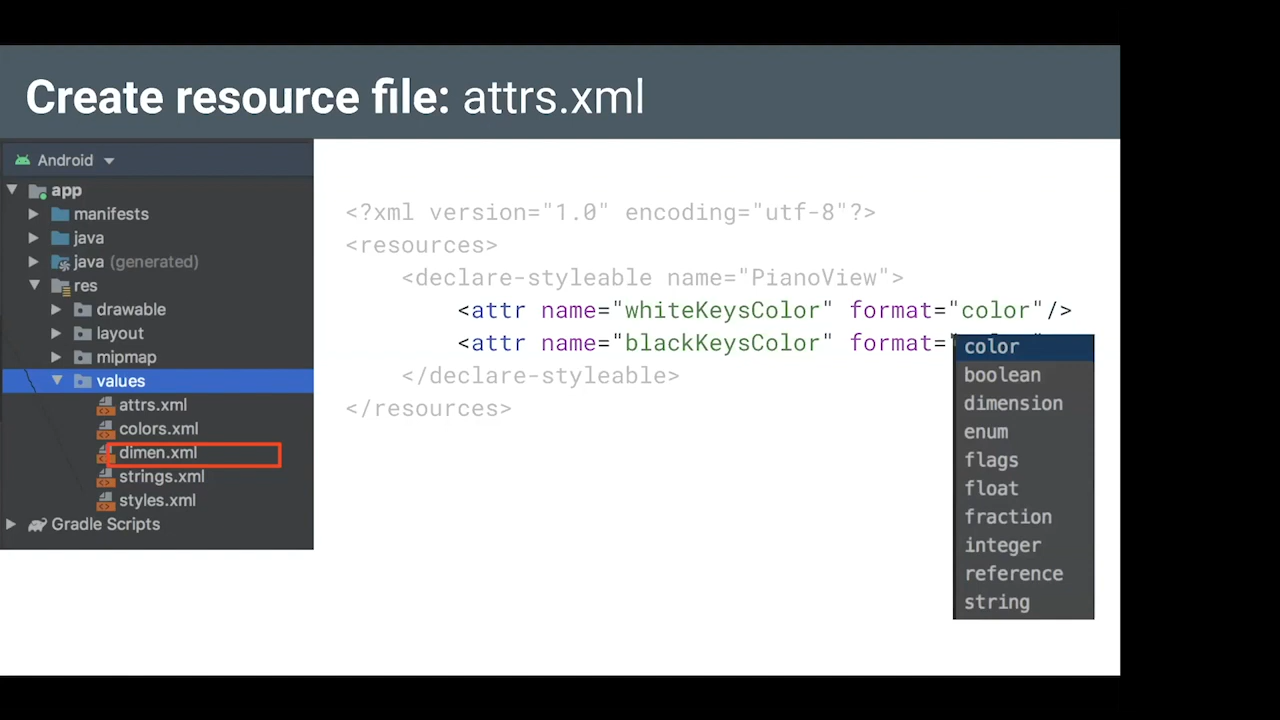 Create resource file: attrs.xml
Android
app
manifests
java
java (generated)
res
drawable
layout
mipmap
values
attrs.xml
colors.xml
dimen.xml
strings.xml
styles.xml
Gradle Scripts
<?xml version="1.0" encoding="utf-8"?>
<resources>
<declare-styleable name="PianoView">
<attr name="whiteKeysColor" format="color"/>
<attr name="blackKeysColor" format="
</declare-styleable>
</resources>
color
boolean
dimension
enum
flags
float
fraction
integer
reference
string